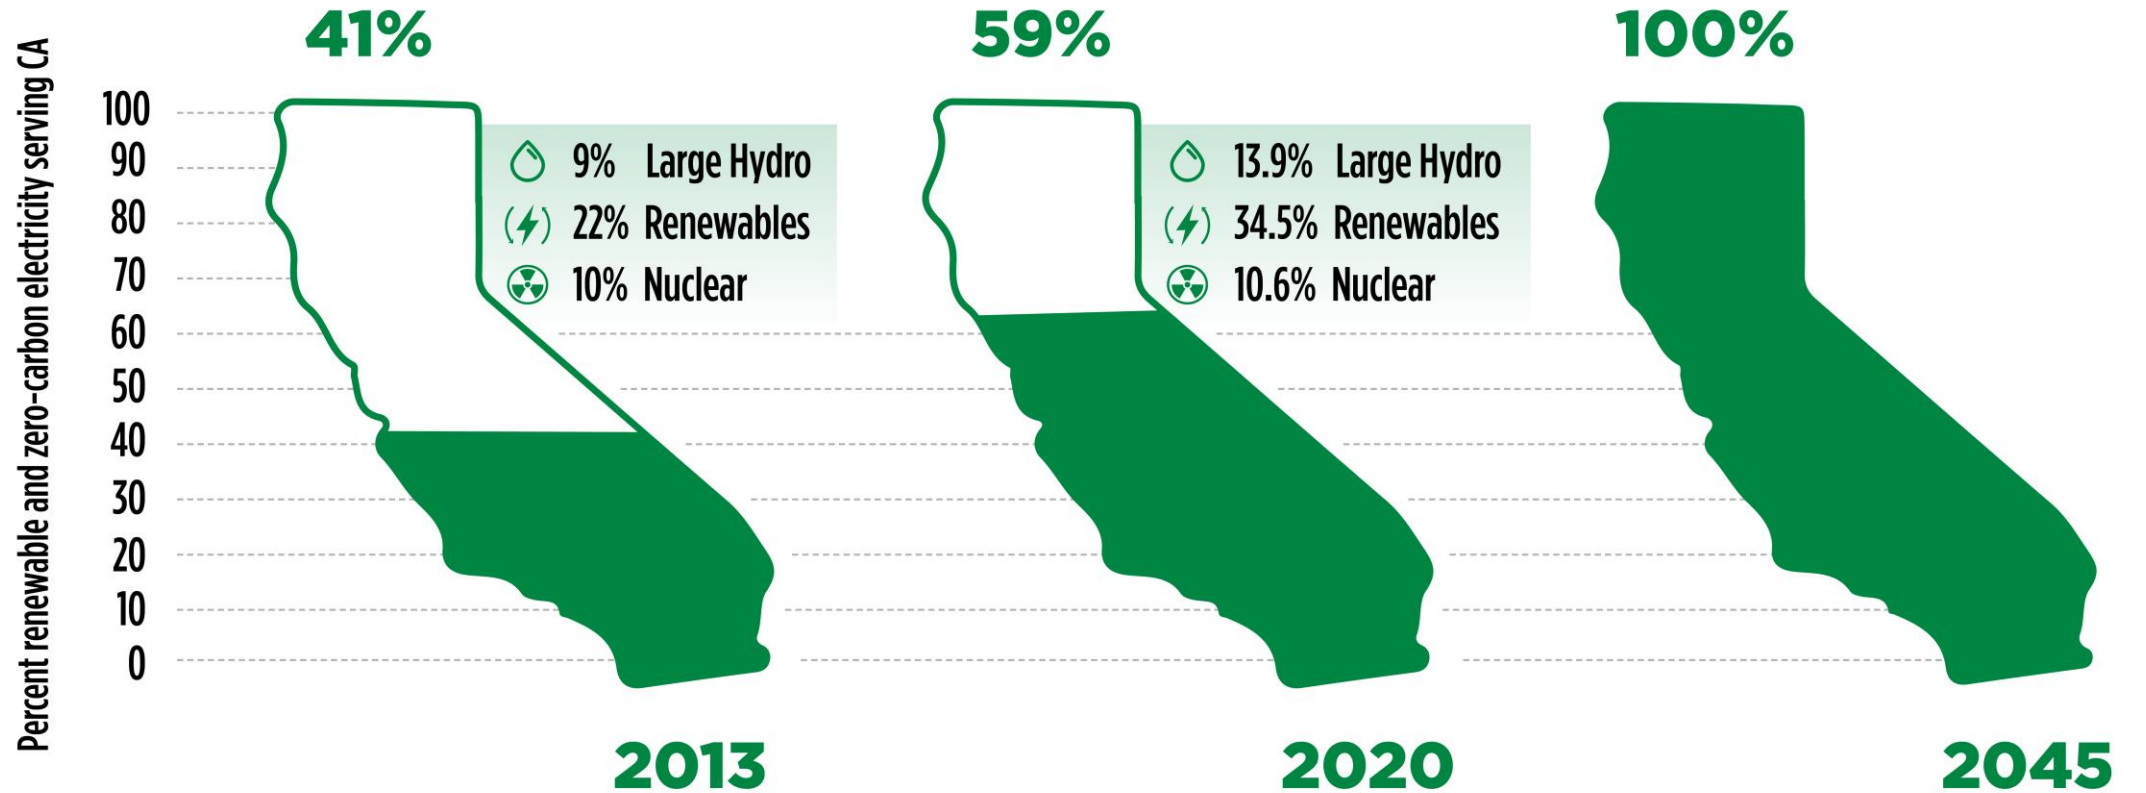 41%
59%
100%
Percent renewable and zero-carbon electricity serving CA
100
90
80
70
60
50
40
30
20
10
0
9% Large Hydro
22% Renewables
10% Nuclear
13.9% Large Hydro
34.5% Renewables
10.6% Nuclear
2013
2020
2045